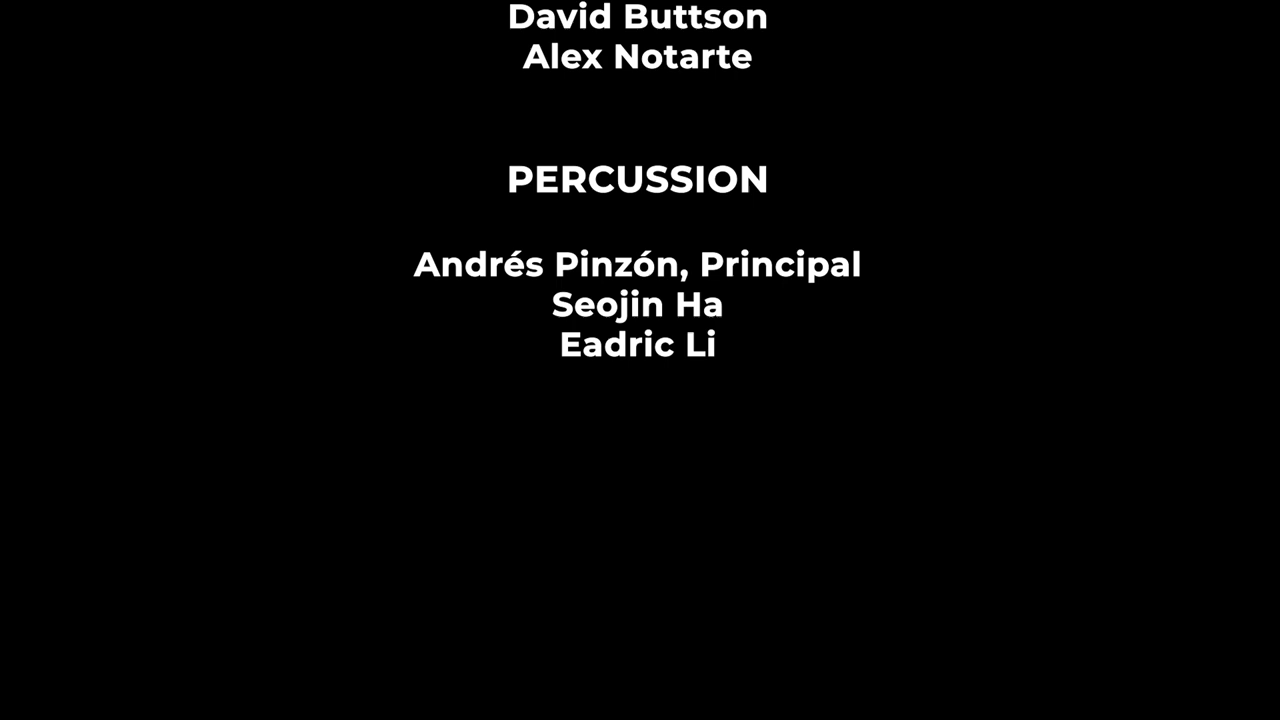 David Buttson
Alex Notarte
PERCUSSION
Andrés Pinzón, Principal
Seojin Ha
Eadric Li